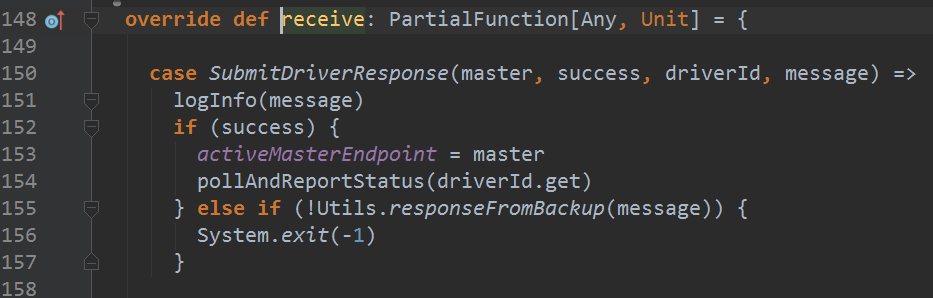 148 override def receive: PartialFunction[Any, Unit] = {
149
150 case SubmitDriverResponse(master, success, driverId, message) =>
151 logInfo(message)
152 if (success) {
153 activeMasterEndpoint = master
154 pollAndReportStatus(driverId.get)
155 } else if (!Utils.responseFromBackup(message)) {
156 System.exit(-1)
157 }
158